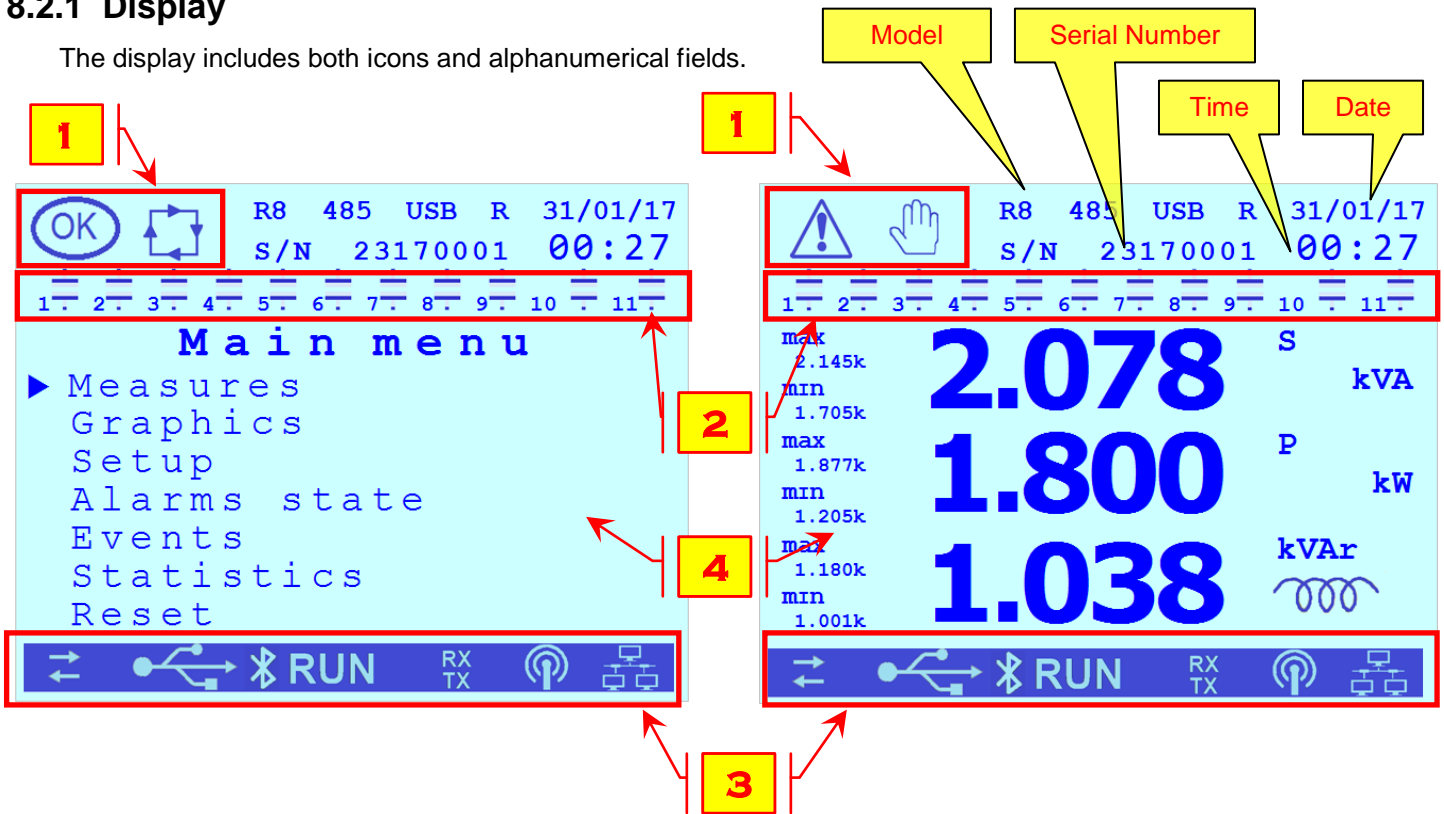 8.2.1 Display
The display includes both icons and alphanumerical fields.
Model
Serial Number
Time
Date
1
1
OK
R8 485 USB R 31/01/17
S/N 23170001 00:27
1 2 3 4 5 6 7 8 9 10 11
Main menu
Measures
Graphics
Setup
Alarms state
Events
Statistics
Reset
RUN RX
TX
R8 485 USB R 31/01/17
S/N 23170001 00:27
1 2 3 4 5 6 7 8 9 10 11
max
2.145k
min
1.705k
2.078 S
kVA
max
1.877k
min
1.205k
1.800 P
kW
max
1.180k
min
1.001k
1.038 kVAr
RUN RX
TX
2
4
3